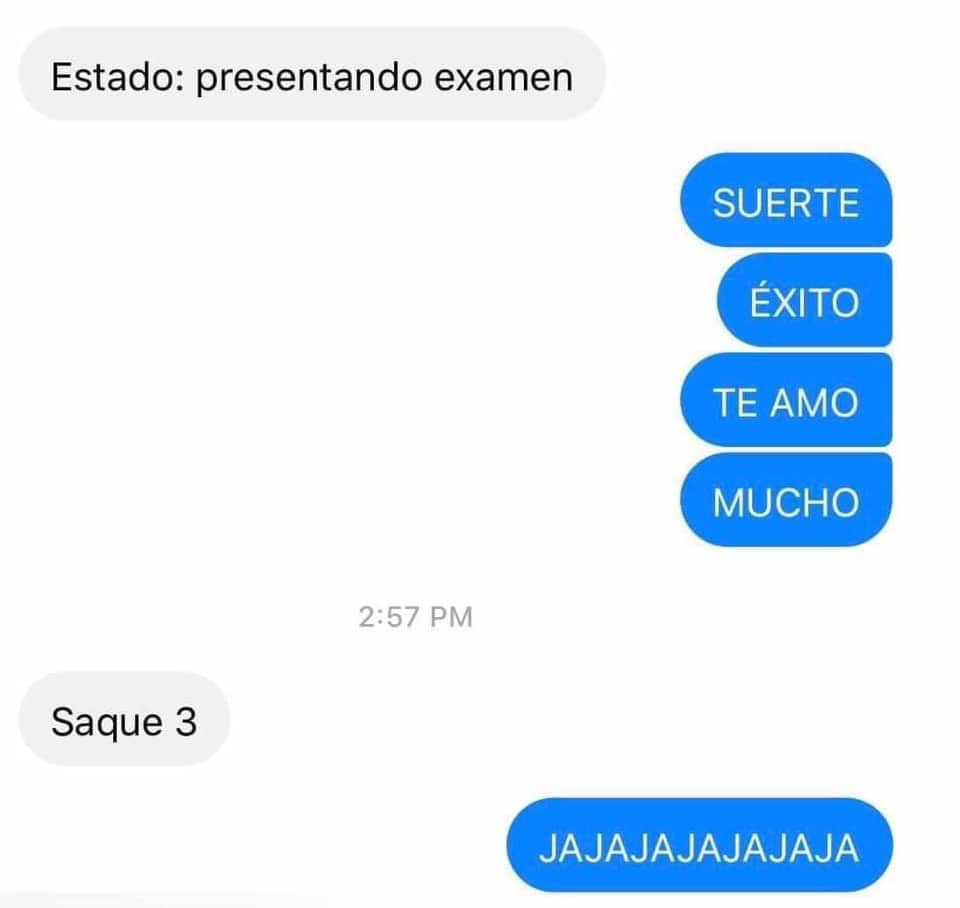 Estado: presentando examen
SUERTE
ÉXITO
TE AMO
MUCHO
2:57 PM
Saque 3
JAJAJAJAJAJAJA